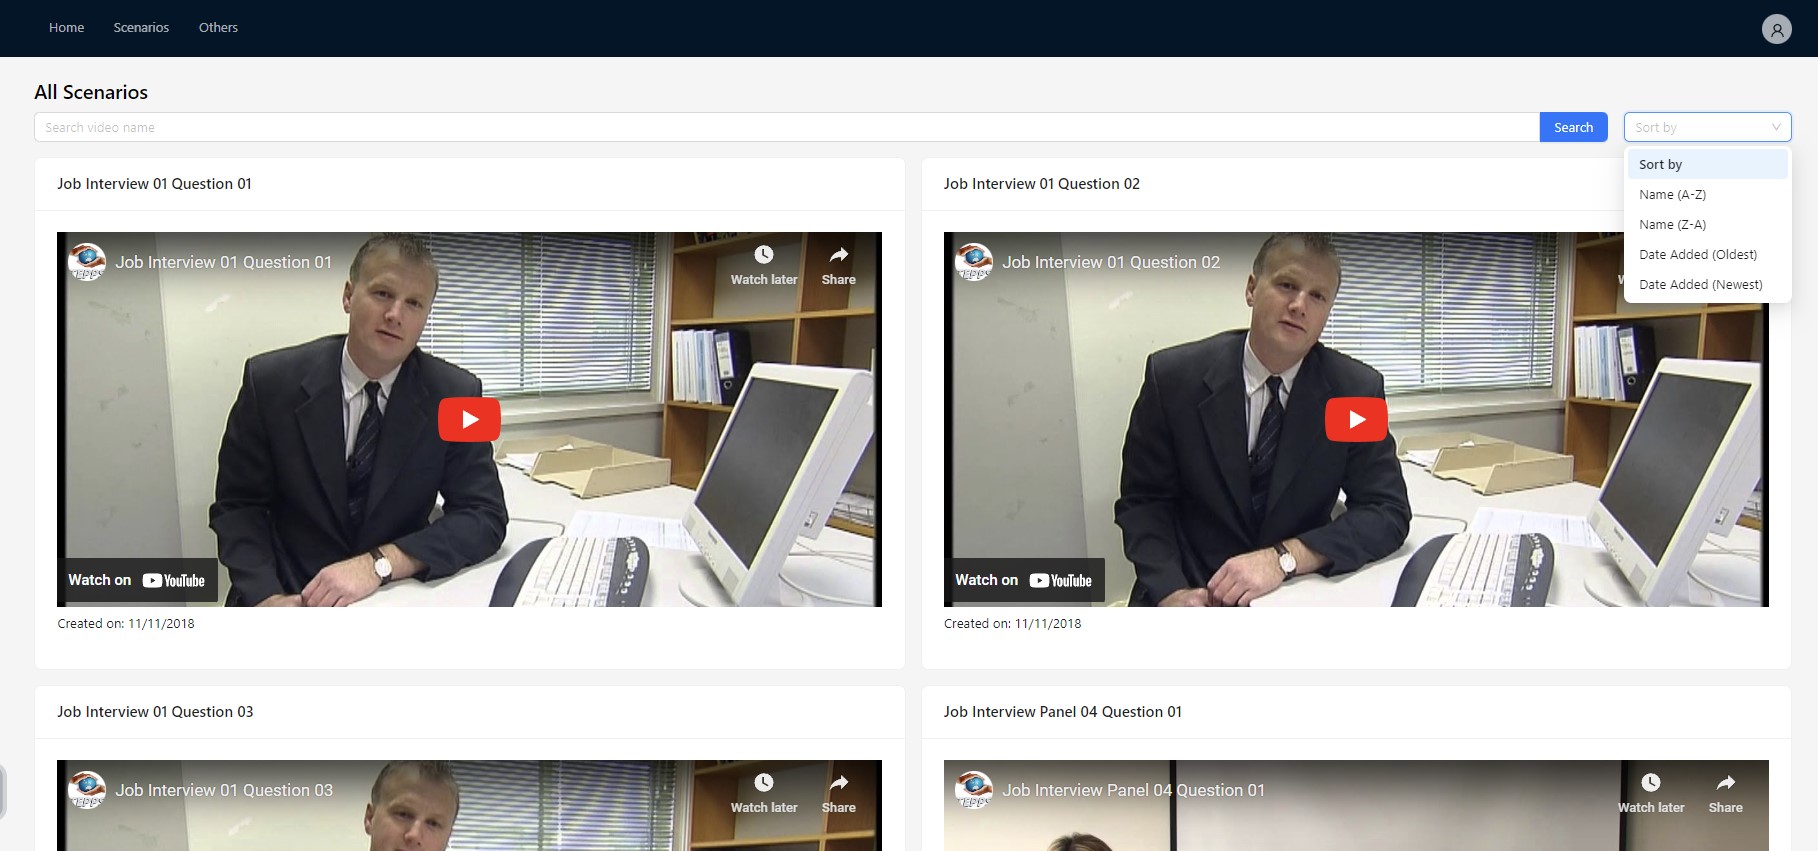 Home Scenarios Others
All Scenarios
Search video name Search Sort by
Sort by
Name (A-Z)
Name (Z-A)
Date Added (Oldest)
Date Added (Newest)
Job Interview 01 Question 01
Job Interview 01 Question 01
Watch later Share
Watch on YouTube
Created on: 11/11/2018
Job Interview 01 Question 02
Job Interview 01 Question 02
Watch on YouTube
Created on: 11/11/2018
Job Interview 01 Question 03
Job Interview 01 Question 03
Watch later Share
Job Interview Panel 04 Question 01
Job Interview Panel 04 Question 01
Watch later Share